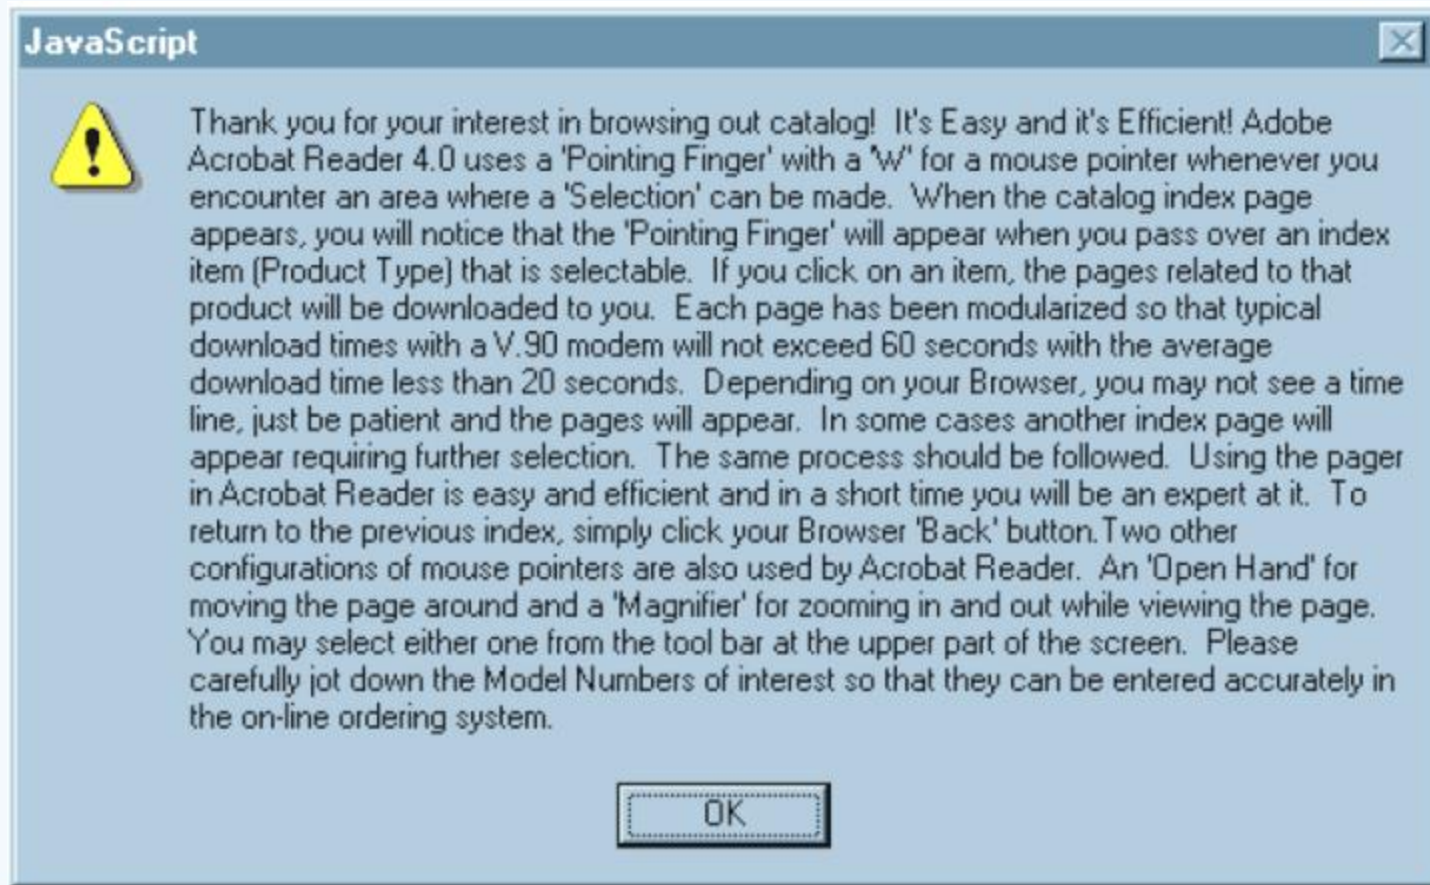 JavaScript
Thank you for your interest in browsing out catalog!  It's Easy and it's Efficient! Adobe
Acrobat Reader 4.0 uses a 'Pointing Finger' with a 'W' for a mouse pointer whenever you
encounter an area where a 'Selection' can be made.  When the catalog index page
appears, you will notice that the 'Pointing Finger' will appear when you pass over an index
item (Product Type) that is selectable.  If you click on an item, the pages related to that
product will be downloaded to you.  Each page has been modularized so that typical
download times with a V.90 modem will not exceed 60 seconds with the average
download time less than 20 seconds.  Depending on your Browser, you may not see a time
line, just be patient and the pages will appear.  In some cases another index page will
appear requiring further selection.  The same process should be followed.  Using the pager
in Acrobat Reader is easy and efficient and in a short time you will be an expert at it.  To
return to the previous index, simply click your Browser 'Back' button.Two other
configurations of mouse pointers are also used by Acrobat Reader.  An 'Open Hand' for
moving the page around and a 'Magnifier' for zooming in and out while viewing the page.
You may select either one from the tool bar at the upper part of the screen.  Please
carefully jot down the Model Numbers of interest so that they can be entered accurately in
the on-line ordering system.
OK